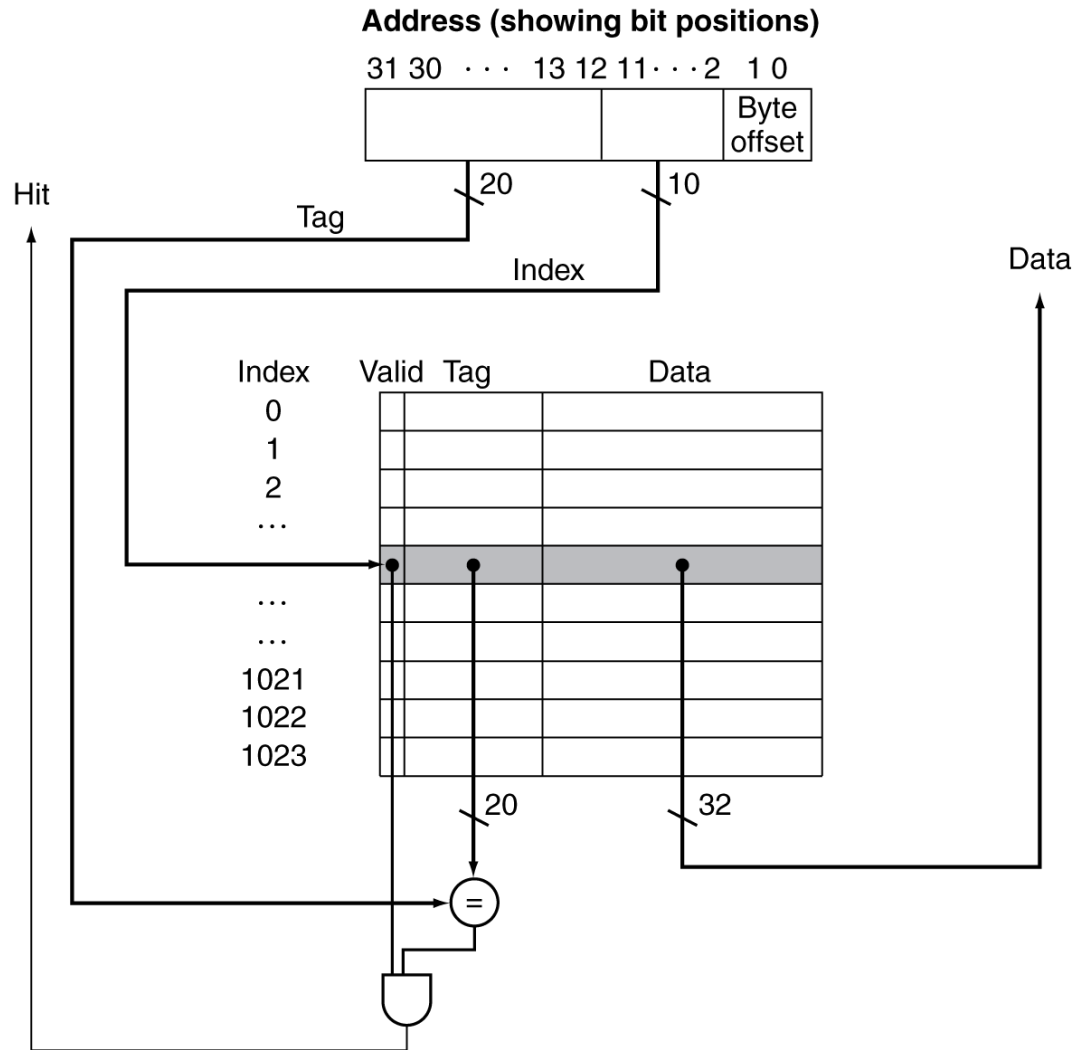 Address (showing bit positions)
31 30 · · · 13 12 11 · · · 2 1 0
Byte
offset
20 10
Hit
Tag
Index
Data
Index Valid Tag Data
0
1
2
...
...
...
1021
1022
1023
20 32
=